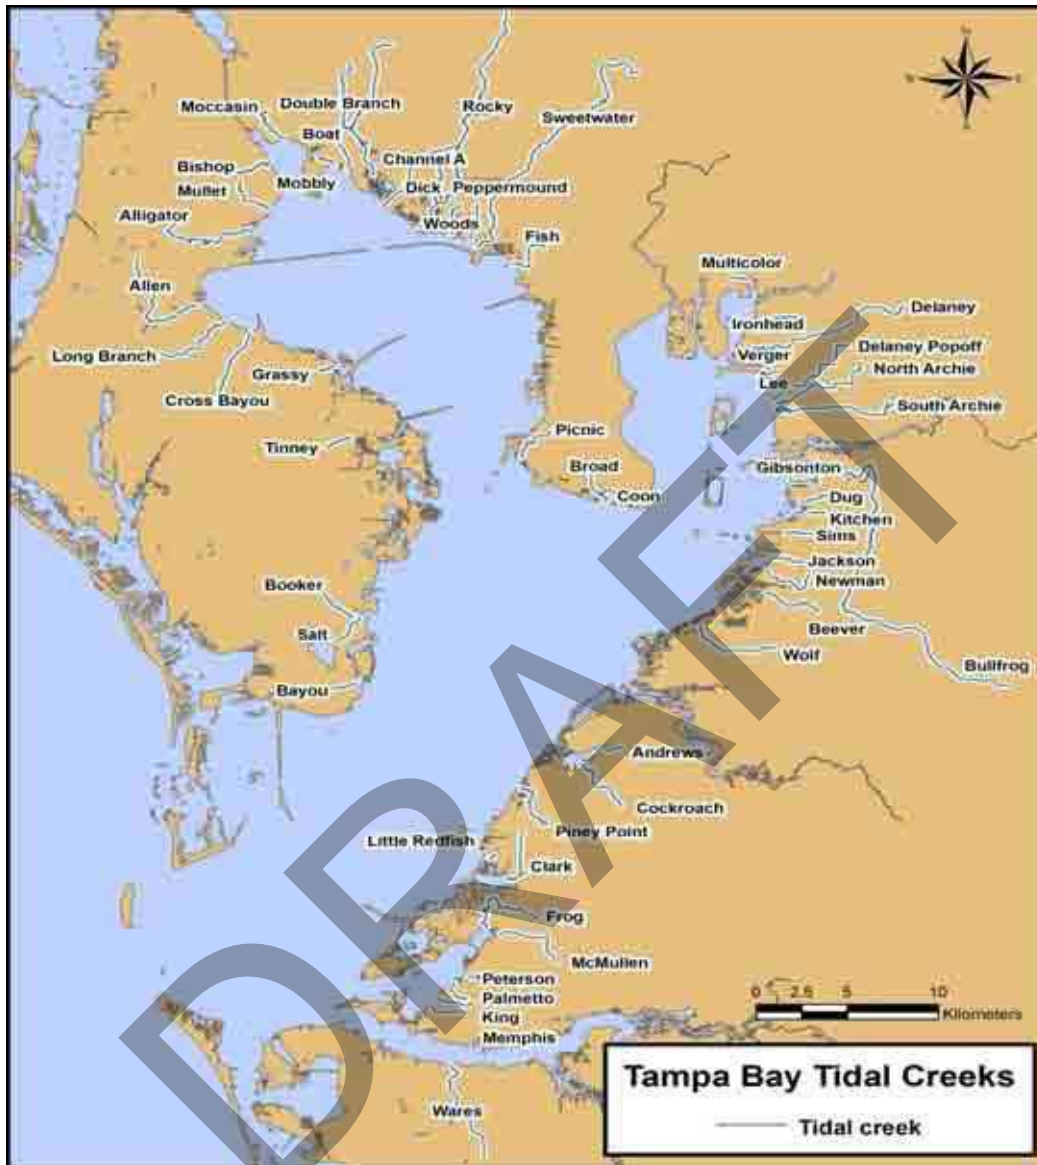 Moccasin
Double Branch
Rocky
Sweetwater
Boat
Channel A
Bishop
Mobbly
Dick
Peppermound
Mullet
Alligator
Woods
Fish
Allen
Multicolor
Delaney
Ironhead
Long Branch
Verger
Delaney Popoff
Grassy
Lee
North Archie
Cross Bayou
South Archie
Tinney
Picnic
Broad
Coon
Gibsonton
Dug
Kitchen
Sims
Jackson
Newman
Booker
Salt
Beever
Wolf
Bullfrog
Bayou
Andrews
Cockroach
Piney Point
Little Redfish
Clark
Frog
McMullen
Peterson
Palmetto
King
Memphis
Wares
0 2.5 5 10
Kilometers
Tampa Bay Tidal Creeks
Tidal creek
DRAFT